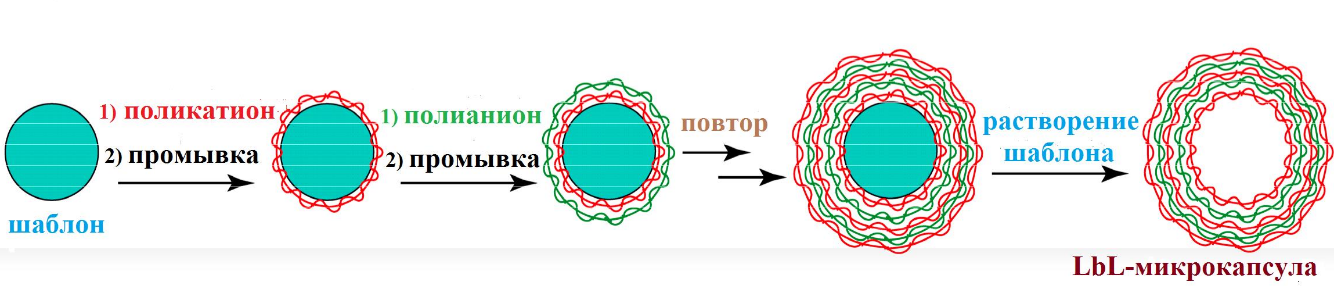 1) поликатион
2) промывка
шаблон
1) полианион
2) промывка
повтор
растворение
шаблона
LbL-микрокапсула